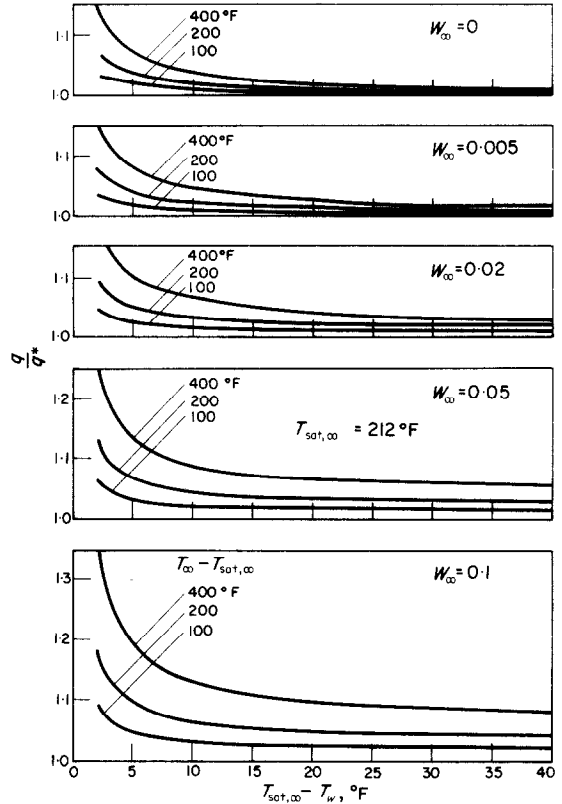 400°F
200
100
W∞ = 0
1·1
1·0
400°F
200
100
W∞ = 0·005
1·1
1·0
400°F
200
100
W∞ = 0·02
1·1
1·0
q/q*
400 °F
200
100
W∞ = 0·05
Tsat,∞ = 212 °F
1·2
1·1
1·0
T∞ − Tsat,∞
400 °F
200
100
W∞ = 0·1
1·3
1·2
1·1
1·0
0 5 10 15 20 25 30 35 40
Tsat,∞ − Tw, °F